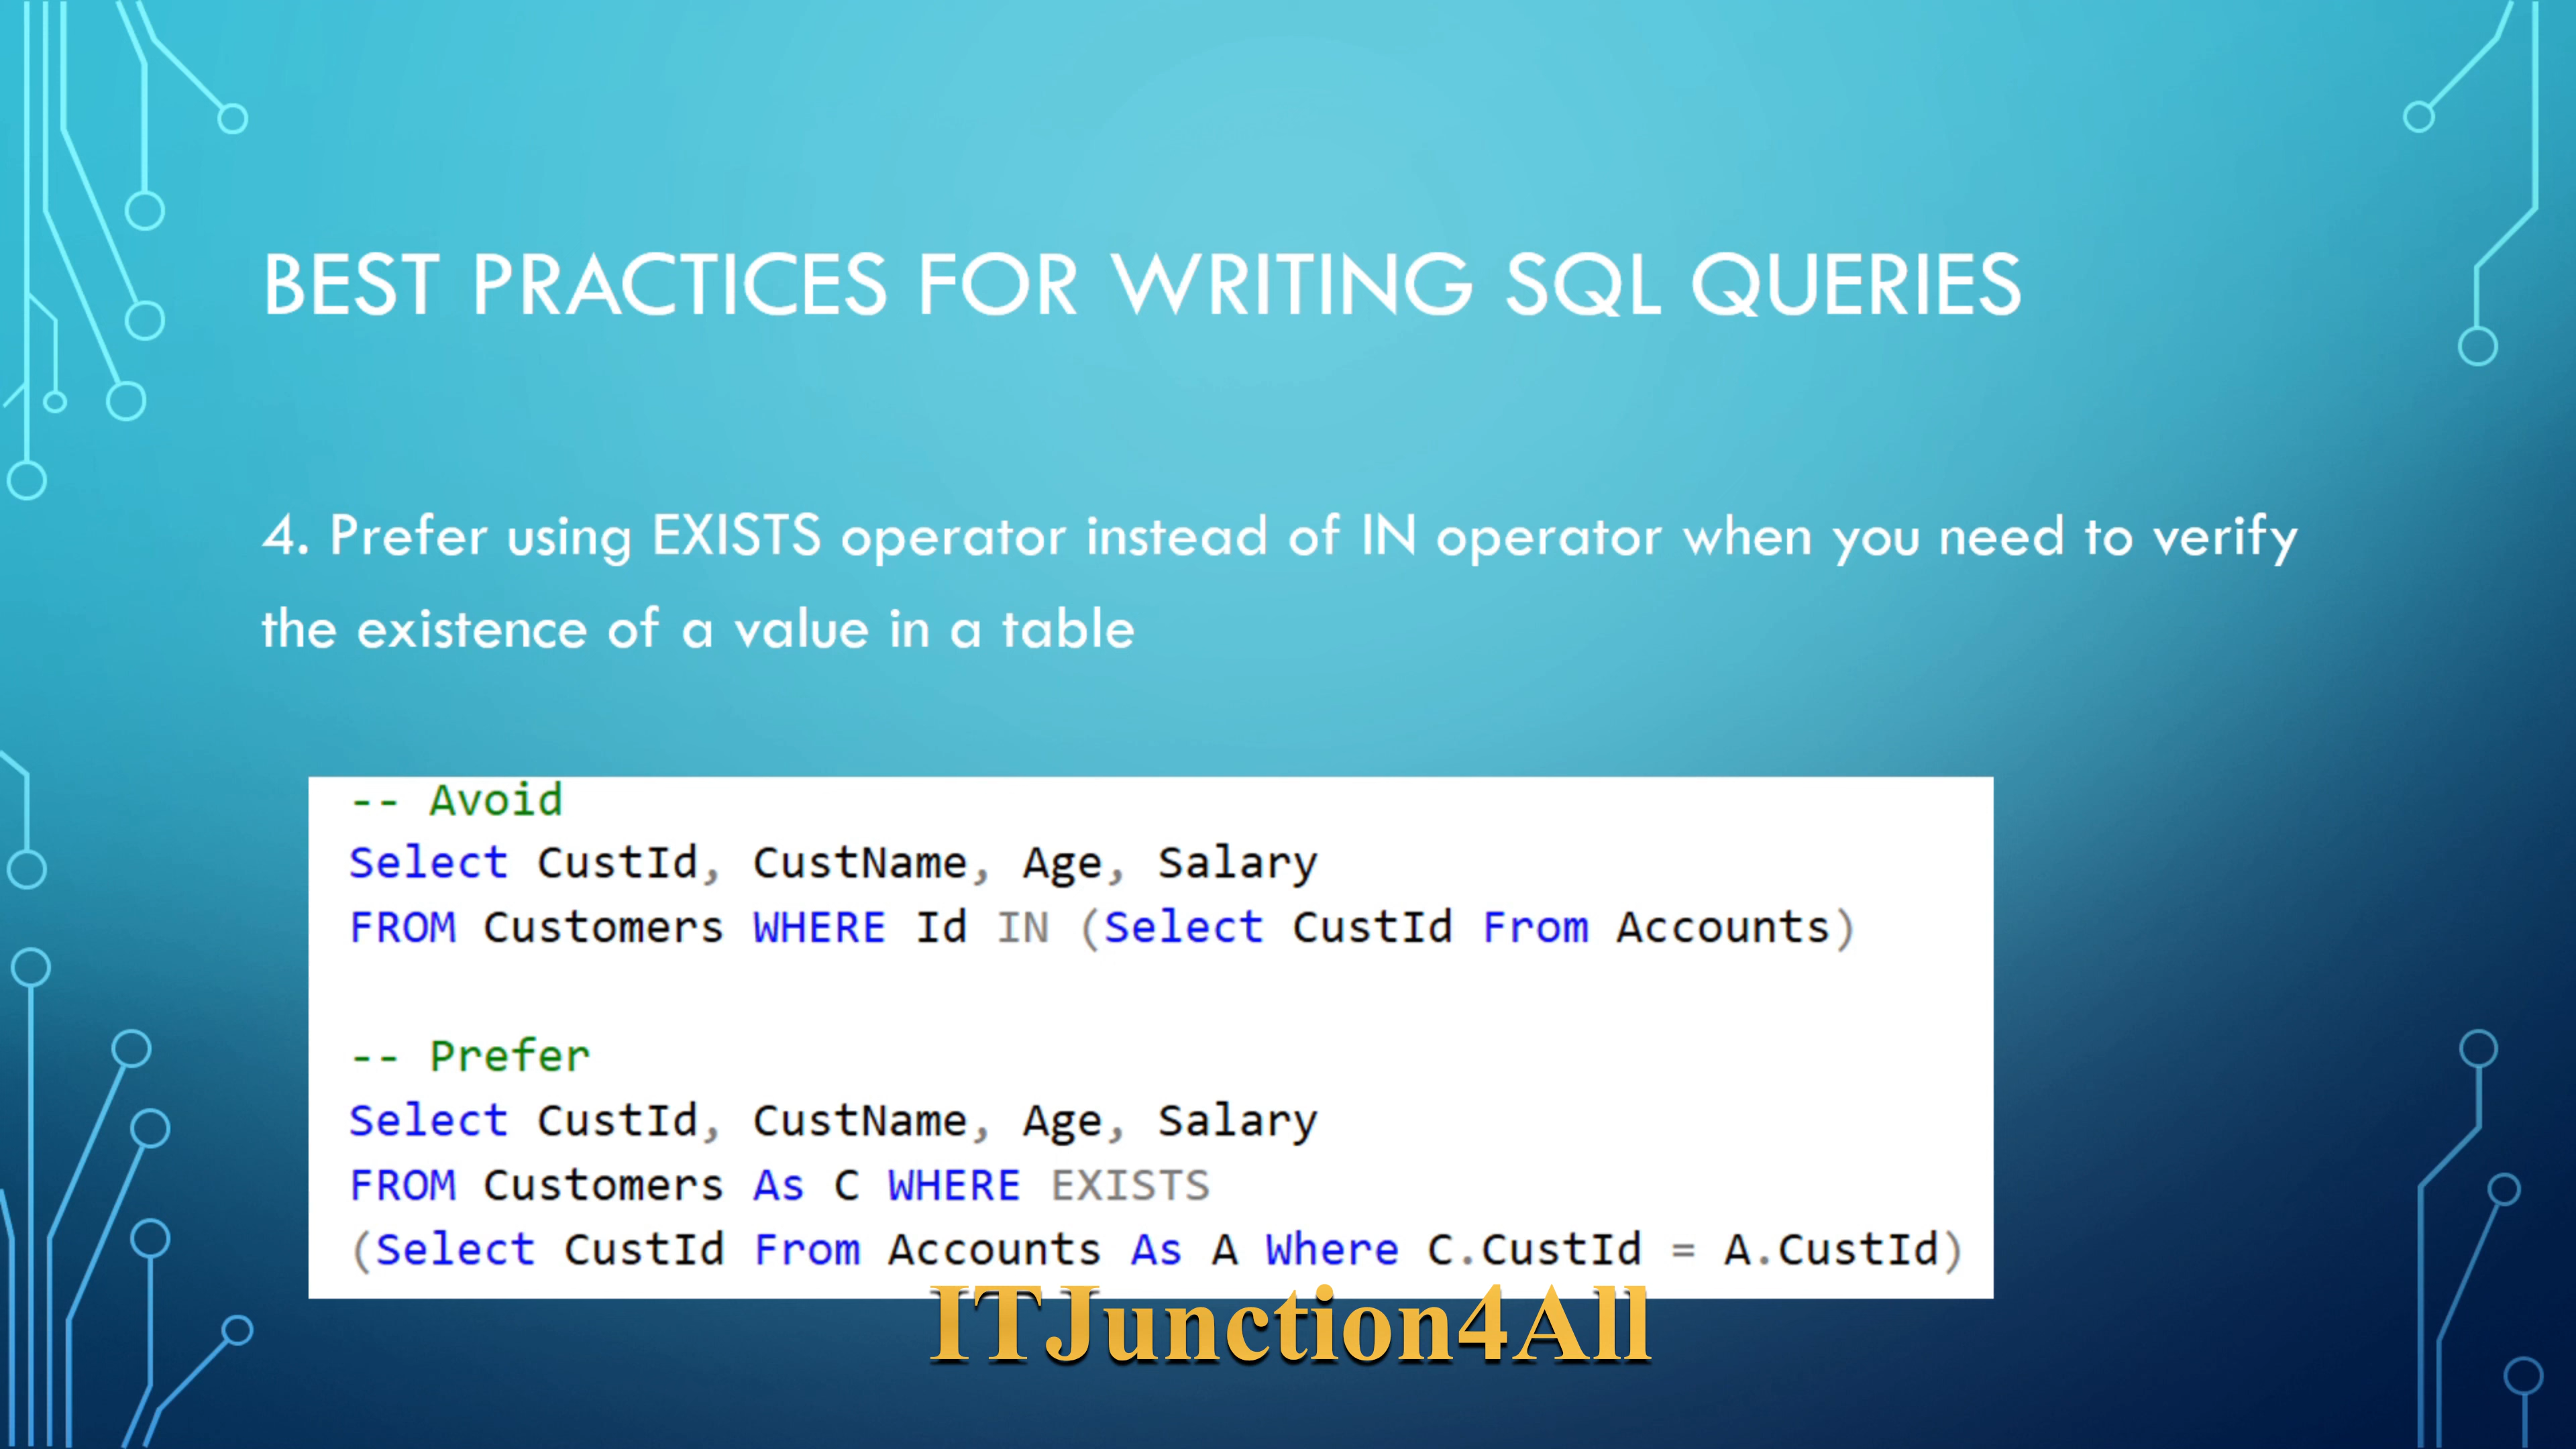 BEST PRACTICES FOR WRITING SQL QUERIES
4. Prefer using EXISTS operator instead of IN operator when you need to verify
the existence of a value in a table
-- Avoid
Select CustId, CustName, Age, Salary
FROM Customers WHERE Id IN (Select CustId From Accounts)
-- Prefer
Select CustId, CustName, Age, Salary
FROM Customers As C WHERE EXISTS
(Select CustId From Accounts As A Where C.CustId = A.CustId)
ITJunction4All